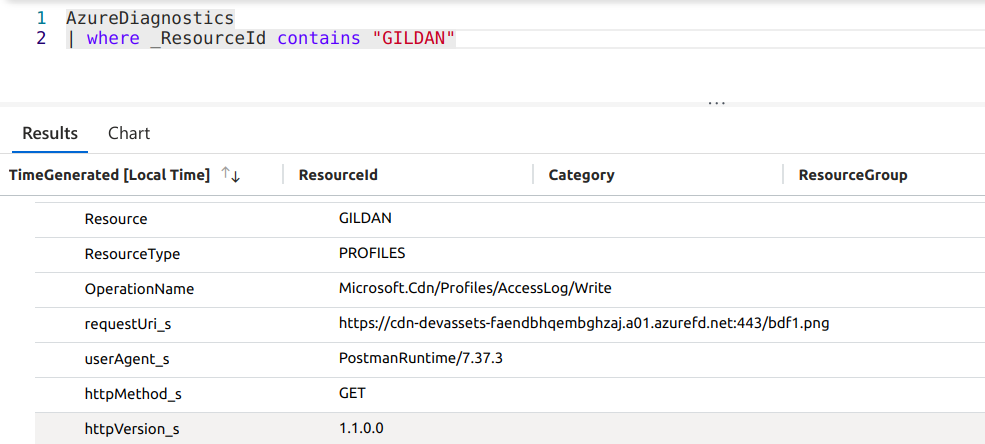 1 AzureDiagnostics
2 | where _ResourceId contains "GILDAN"
...
Results Chart
TimeGenerated [Local Time] ↑↓ ResourceId Category ResourceGroup
Resource GILDAN
ResourceType PROFILES
OperationName Microsoft.Cdn/Profiles/AccessLog/Write
requestUri_s https://cdn-devassets-faendbhqembghzaj.a01.azurefd.net:443/bdf1.png
userAgent_s PostmanRuntime/7.37.3
httpMethod_s GET
httpVersion_s 1.1.0.0